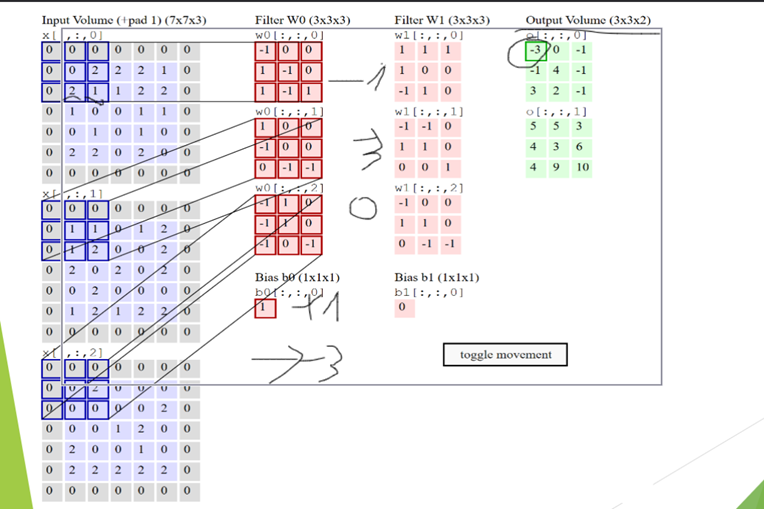 Input Volume (+pad 1) (7x7x3)
x[:,:,0]
0 0 0 0 0 0 0
0 0 2 2 2 1 0
0 2 1 1 2 2 0
0 1 0 0 1 1 0
0 0 1 0 1 0 0
0 2 2 0 2 0 0
0 0 0 0 0 0 0
x[:,:,1]
0 0 0 0 0 0 0
0 1 1 0 1 2 0
0 1 2 0 0 2 0
0 2 0 2 0 2 0
0 0 2 0 0 0 0
0 1 2 1 2 2 0
0 0 0 0 0 0 0
x[:,:,2]
0 0 0 0 0 0 0
0 0 2 0 0 0 0
0 0 0 0 0 2 0
0 0 0 1 2 0 0
0 2 0 0 1 0 0
0 2 2 2 2 2 0
0 0 0 0 0 0 0
Filter W0 (3x3x3)
w0[:,:,0]
-1 0 0
1 -1 0
1 -1 1
-1
w0[:,:,1]
1 0 0
-1 0 0
0 -1 -1
3
w0[:,:,2]
-1 1 0
-1 1 0
-1 0 -1
0
Bias b0 (1x1x1)
b0[:,:,0]
1
+1
→ -3
Filter W1 (3x3x3)
w1[:,:,0]
1 1 1
1 0 0
-1 1 0
w1[:,:,1]
-1 -1 0
1 1 0
0 0 1
w1[:,:,2]
-1 0 0
1 1 0
0 -1 -1
Bias b1 (1x1x1)
b1[:,:,0]
0
Output Volume (3x3x2)
o[:,:,0]
-3 0 -1
-1 4 -1
3 2 -1
o[:,:,1]
5 5 3
4 3 6
4 9 10
toggle movement